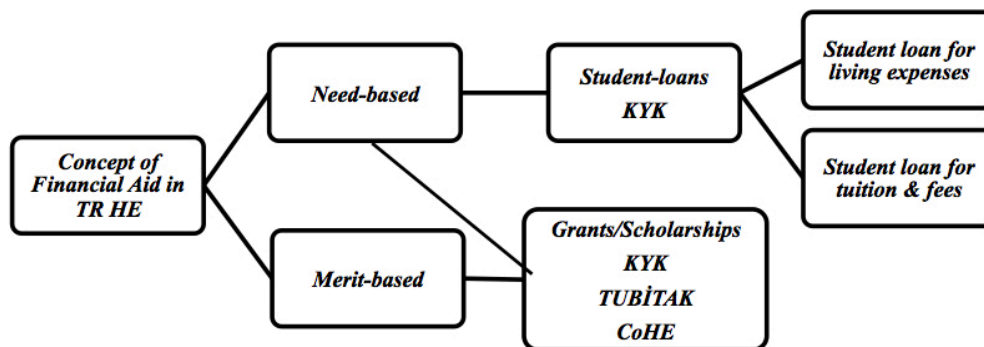 Concept of
Financial Aid in
TR HE
Need-based
Merit-based
Student-loans
KYK
Grants/Scholarships
KYK
TUBİTAK
CoHE
Student loan for
living expenses
Student loan for
tuition & fees